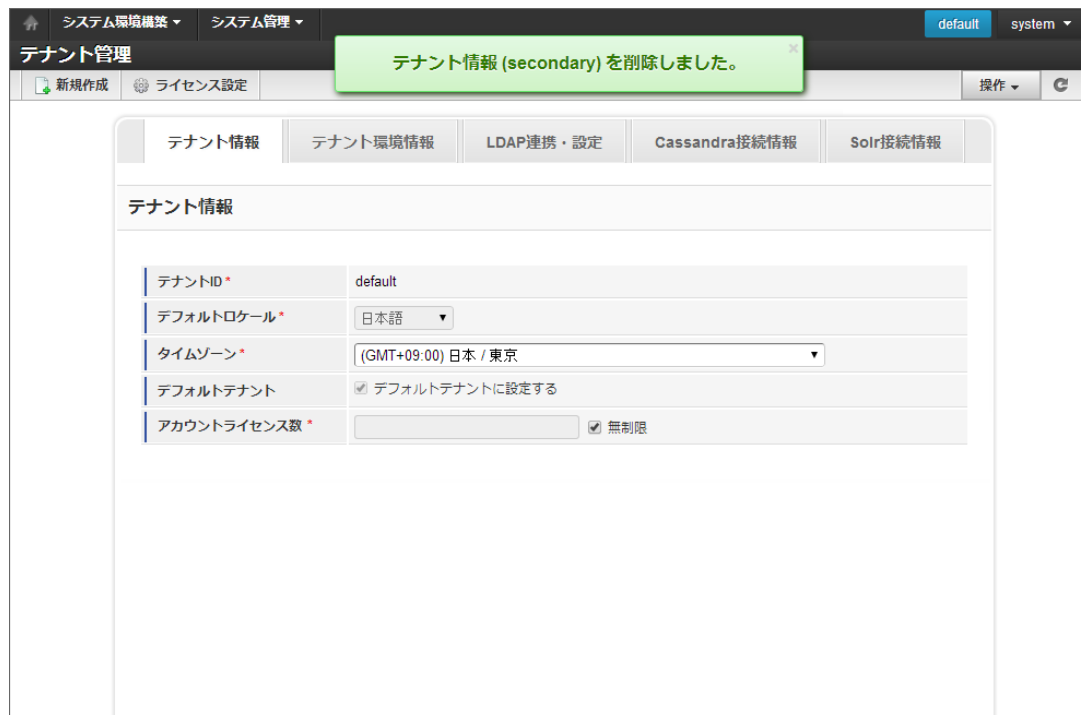 システム環境構築 ▼ システム管理 ▼ default system ▼
テナント管理
テナント情報 (secondary) を削除しました。 ×
新規作成 ライセンス設定 操作 ▼
テナント情報 テナント環境情報 LDAP連携・設定 Cassandra接続情報 Solr接続情報
テナント情報
テナントID * default
デフォルトロケール * 日本語 ▼
タイムゾーン * (GMT+09:00) 日本 / 東京 ▼
デフォルトテナント デフォルトテナントに設定する
アカウントライセンス数 * 無制限